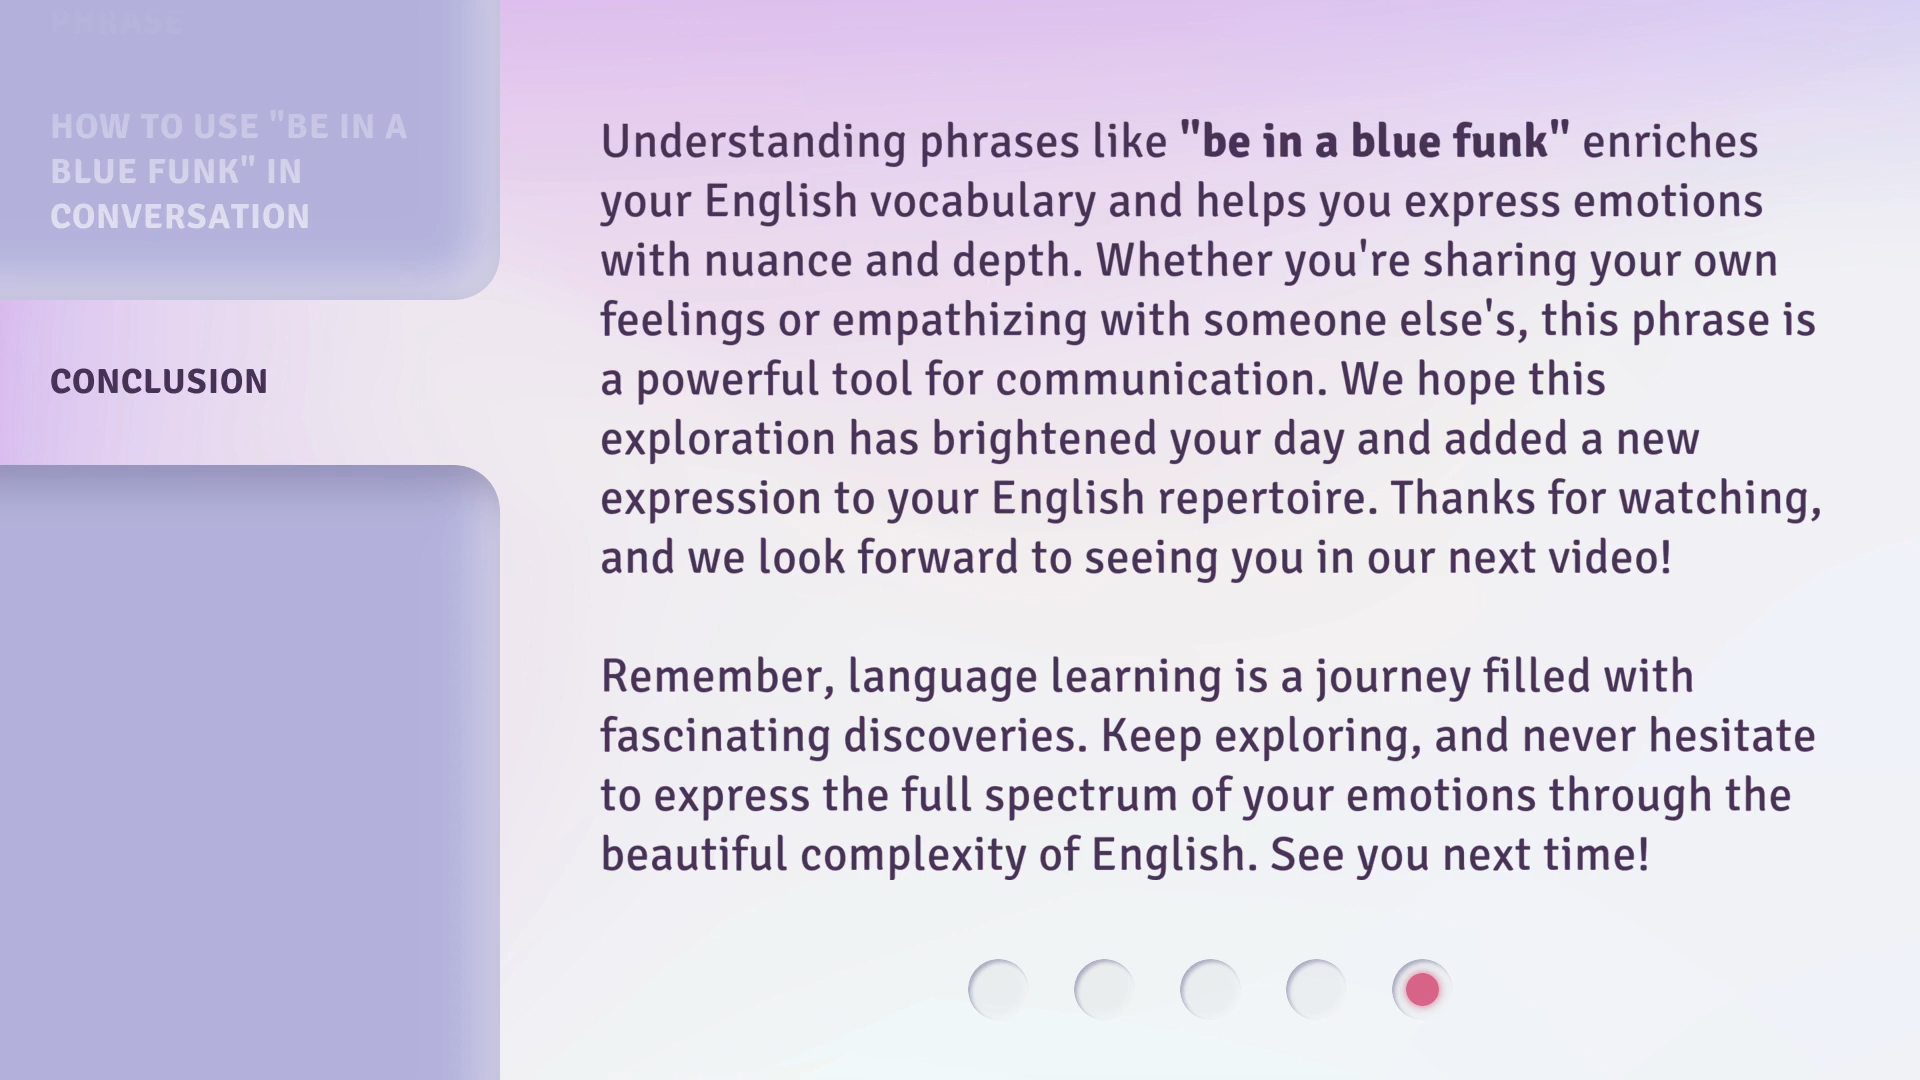 PHRASE
HOW TO USE "BE IN A
BLUE FUNK" IN
CONVERSATION
CONCLUSION
Understanding phrases like "be in a blue funk" enriches
your English vocabulary and helps you express emotions
with nuance and depth. Whether you're sharing your own
feelings or empathizing with someone else's, this phrase is
a powerful tool for communication. We hope this
exploration has brightened your day and added a new
expression to your English repertoire. Thanks for watching,
and we look forward to seeing you in our next video!
Remember, language learning is a journey filled with
fascinating discoveries. Keep exploring, and never hesitate
to express the full spectrum of your emotions through the
beautiful complexity of English. See you next time!